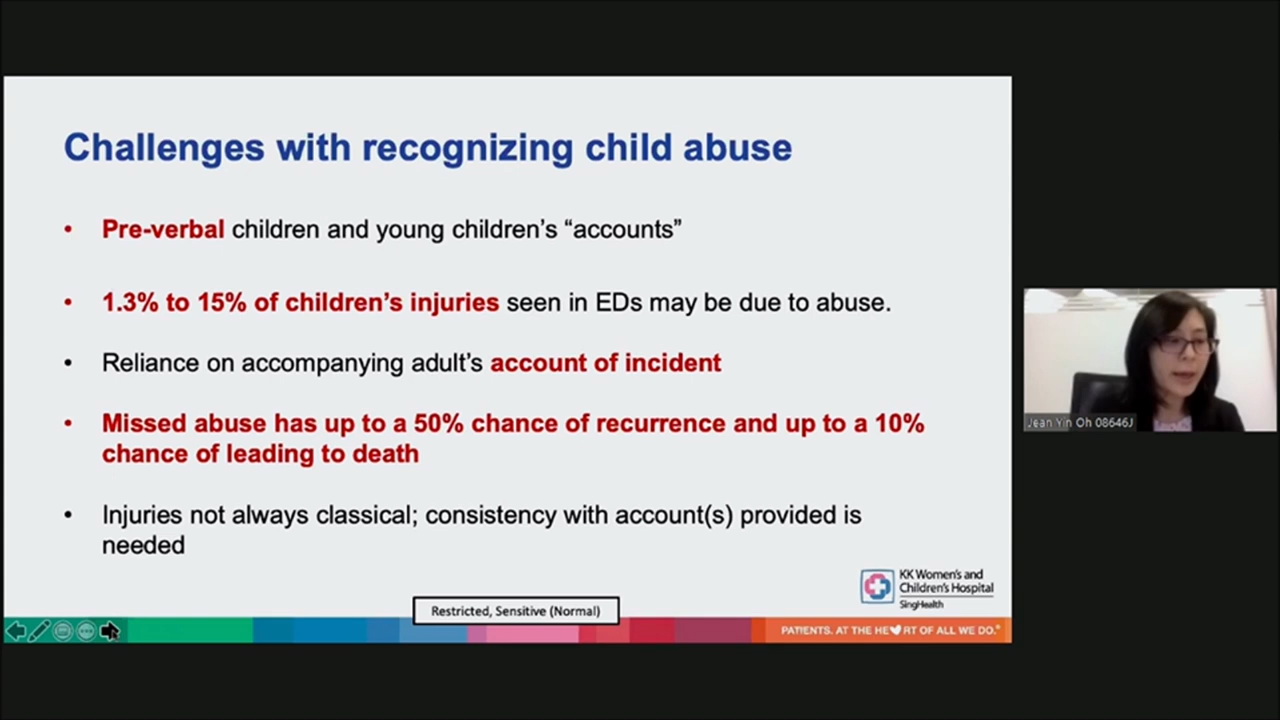 Challenges with recognizing child abuse
• Pre-verbal children and young children’s “accounts”
• 1.3% to 15% of children’s injuries seen in EDs may be due to abuse.
• Reliance on accompanying adult’s account of incident
• Missed abuse has up to a 50% chance of recurrence and up to a 10%
chance of leading to death
• Injuries not always classical; consistency with account(s) provided is
needed
KK Women's and
Children's Hospital
SingHealth
Restricted, Sensitive (Normal)
PATIENTS. AT THE HE♥RT OF ALL WE DO.®
Jean Yin Oh 08646J